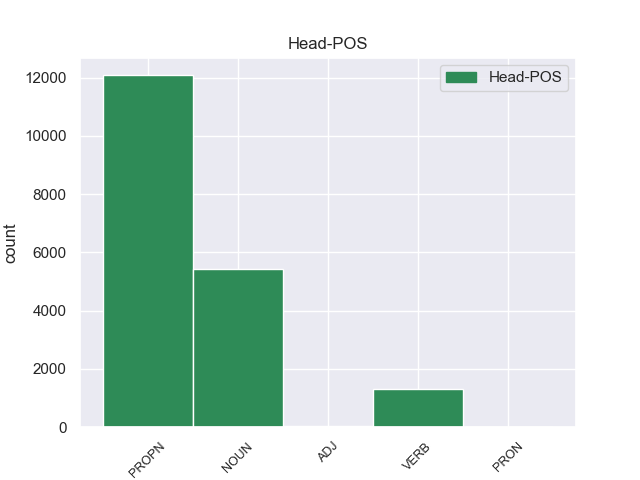 Head-POS
Head-POS
12000
10000
8000
6000
4000
2000
0
count
PROPN
NOUN
ADJ
VERB
PRON